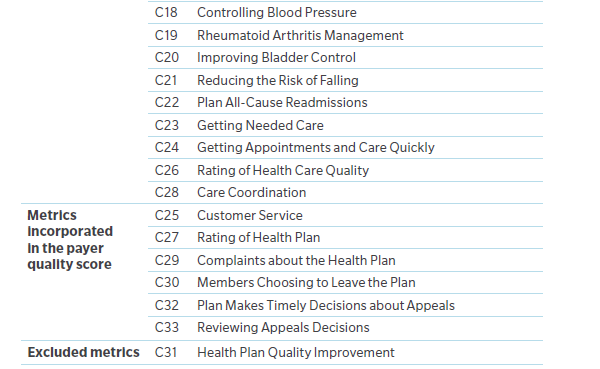 C18 Controlling Blood Pressure
C19 Rheumatoid Arthritis Management
C20 Improving Bladder Control
C21 Reducing the Risk of Falling
C22 Plan All-Cause Readmissions
C23 Getting Needed Care
C24 Getting Appointments and Care Quickly
C26 Rating of Health Care Quality
C28 Care Coordination
Metrics
incorporated
in the payer
quality score
C25 Customer Service
C27 Rating of Health Plan
C29 Complaints about the Health Plan
C30 Members Choosing to Leave the Plan
C32 Plan Makes Timely Decisions about Appeals
C33 Reviewing Appeals Decisions
Excluded metrics C31 Health Plan Quality Improvement